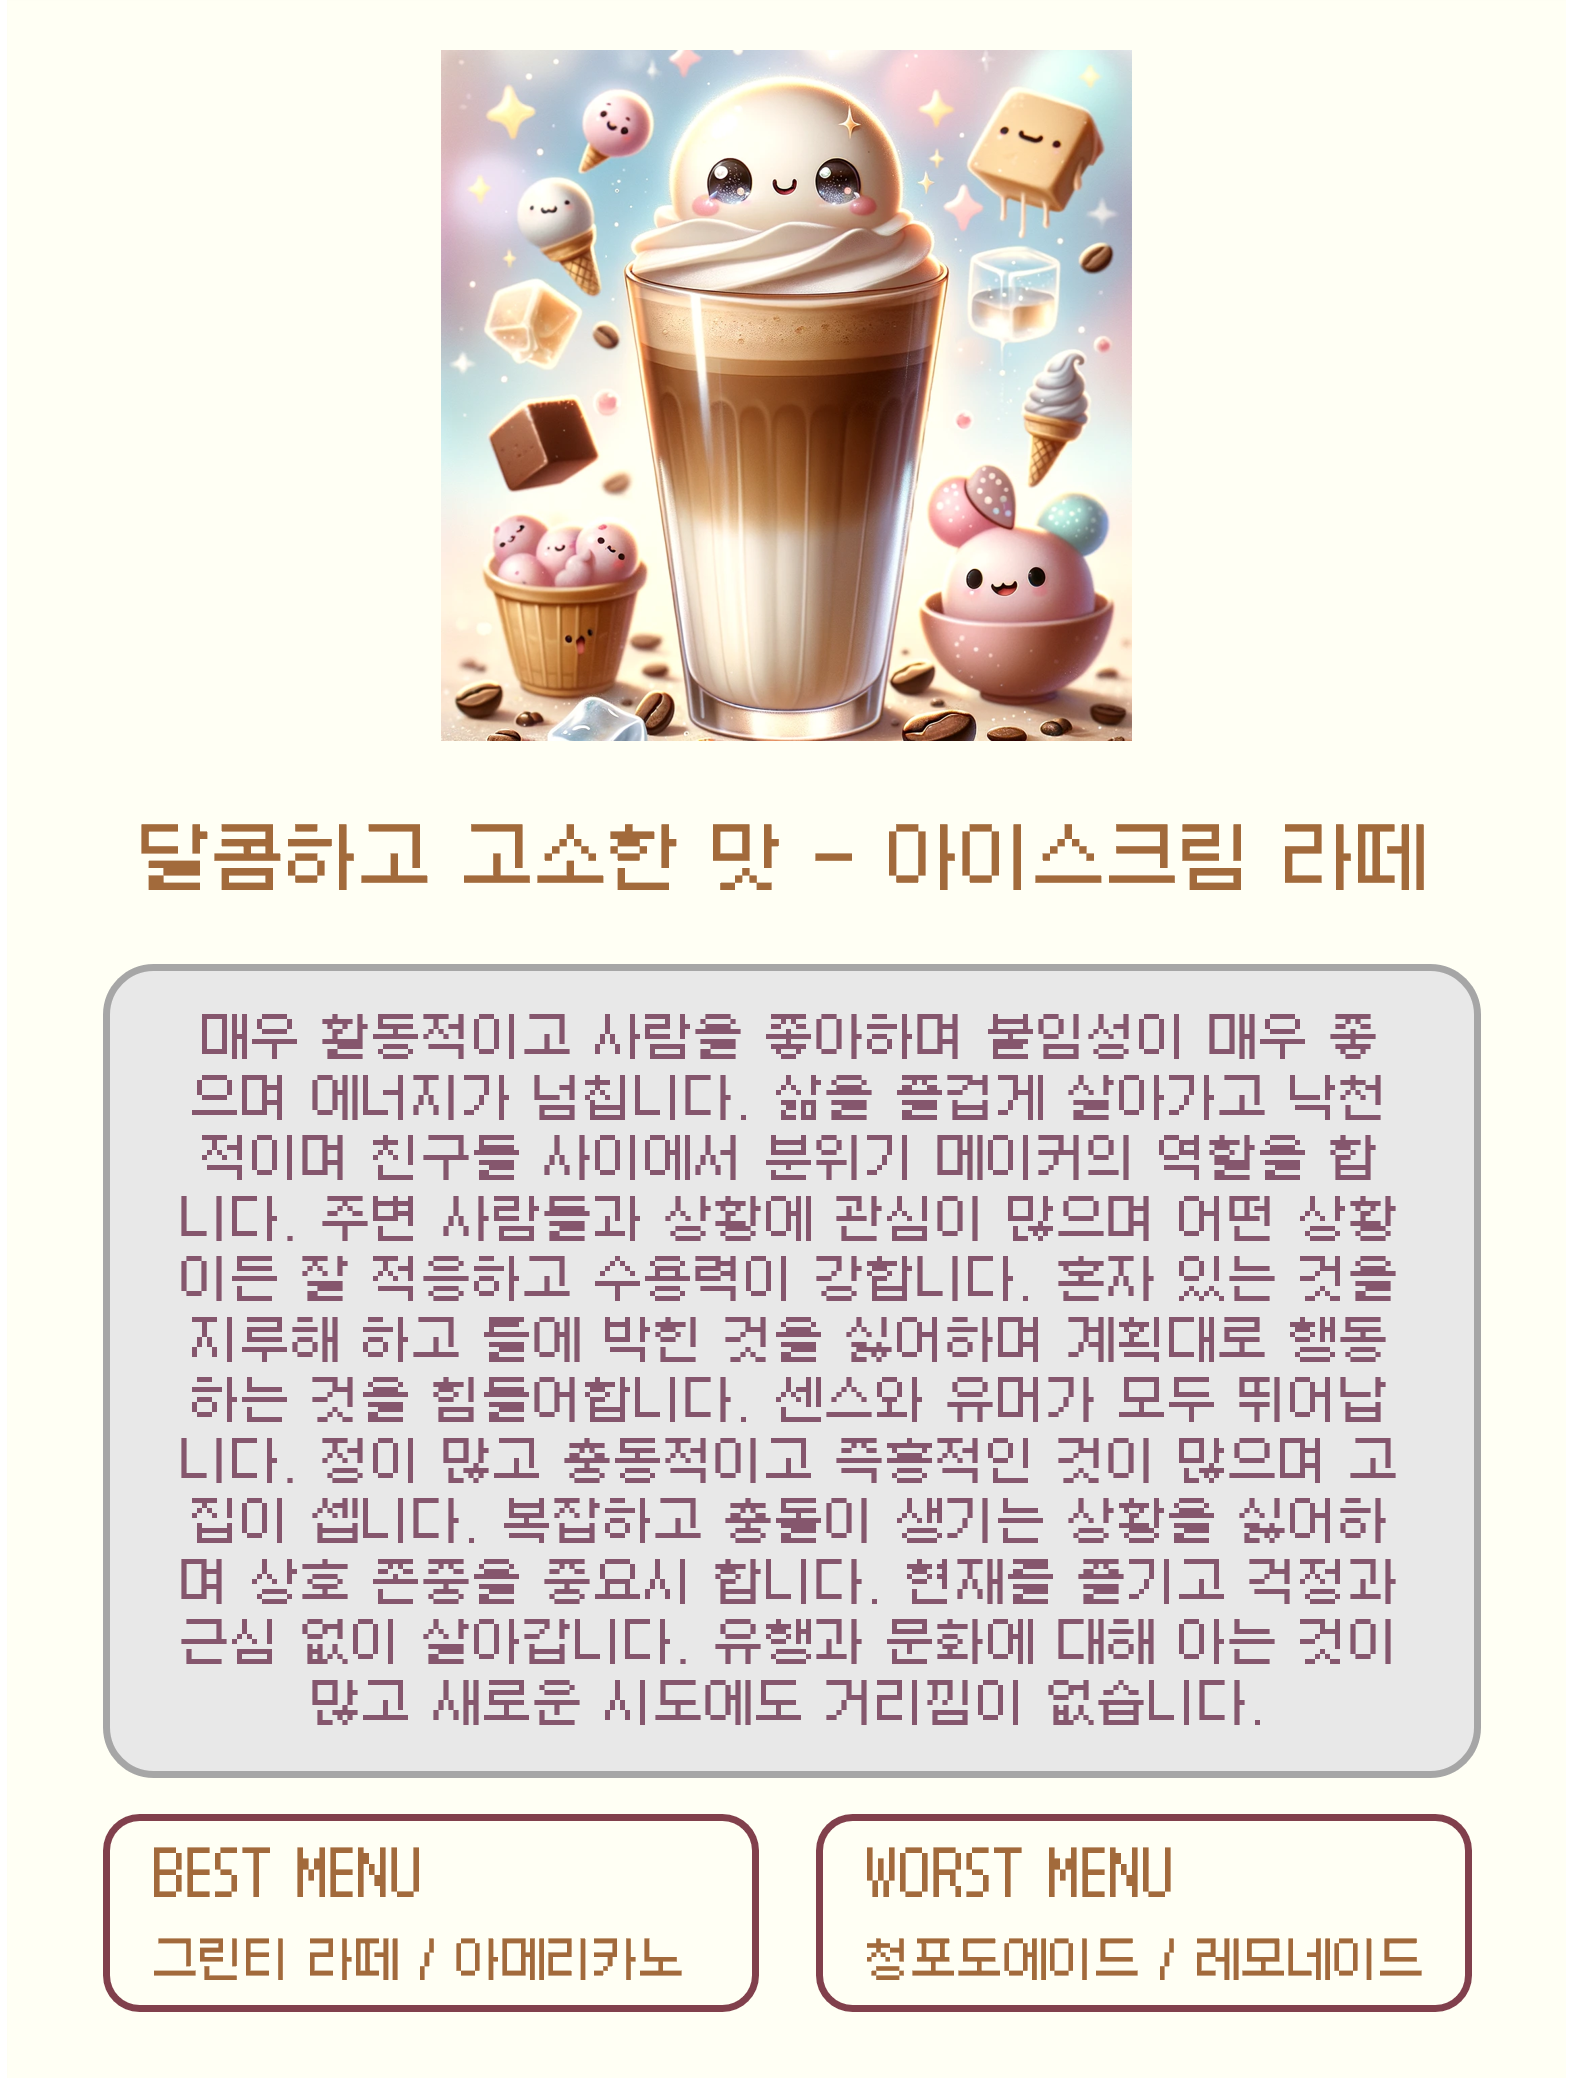 달콤하고 고소한 맛 - 아이스크림 라떼
매우 활동적이고 사람을 좋아하며 붙임성이 매우 좋
으며 에너지가 넘칩니다. 삶을 즐겁게 살아가고 낙천
적이며 친구들 사이에서 분위기 메이커의 역할을 합
니다. 주변 사람들과 상황에 관심이 많으며 어떤 상황
이든 잘 적응하고 수용력이 강합니다. 혼자 있는 것을
지루해 하고 틀에 박힌 것을 싫어하며 계획대로 행동
하는 것을 힘들어합니다. 센스와 유머가 모두 뛰어납
니다. 정이 많고 충동적이고 즉흥적인 것이 많으며 고
집이 셉니다. 복잡하고 충돌이 생기는 상황을 싫어하
며 상호 존중을 중요시 합니다. 현재를 즐기고 걱정과
근심 없이 살아갑니다. 유행과 문화에 대해 아는 것이
많고 새로운 시도에도 거리낌이 없습니다.
BEST MENU
그린티 라떼 / 아메리카노
WORST MENU
청포도에이드 / 레모네이드